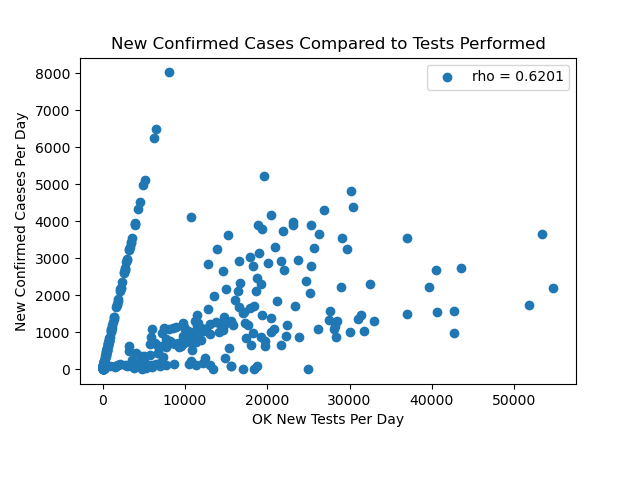 New Confirmed Cases Compared to Tests Performed
rho = 0.6201
New Confirmed Caeses Per Day
8000
7000
6000
5000
4000
3000
2000
1000
0
0 10000 20000 30000 40000 50000
OK New Tests Per Day